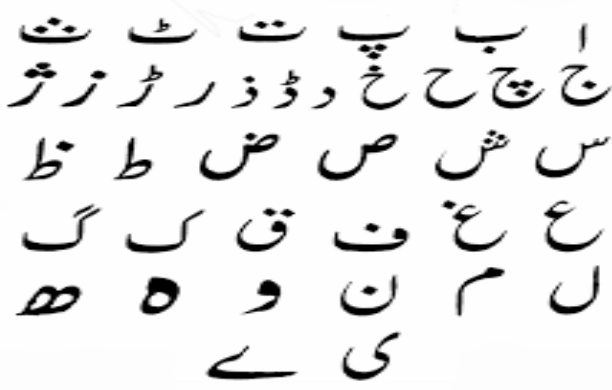 ا ب پ ت ٹ ث
ج چ ح خ د ڈ ذ ر ڑ ز ژ
س ش ص ض ط ظ
ع غ ف ق ک گ
ل م ن و ہ ھ
ی ے